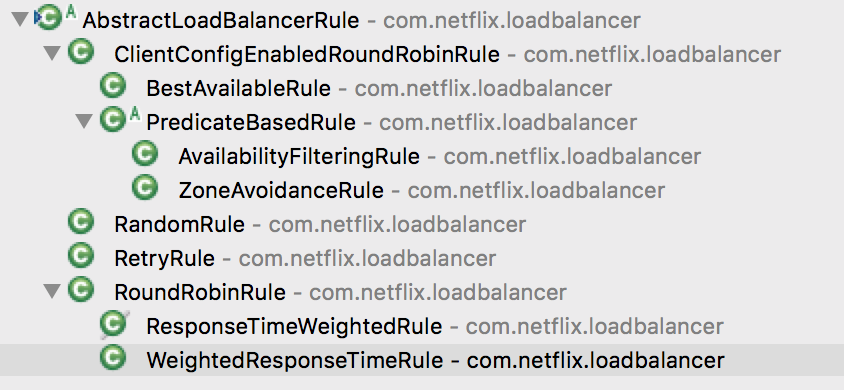 AbstractLoadBalancerRule - com.netflix.loadbalancer
ClientConfigEnabledRoundRobinRule - com.netflix.loadbalancer
BestAvailableRule - com.netflix.loadbalancer
PredicateBasedRule - com.netflix.loadbalancer
AvailabilityFilteringRule - com.netflix.loadbalancer
ZoneAvoidanceRule - com.netflix.loadbalancer
RandomRule - com.netflix.loadbalancer
RetryRule - com.netflix.loadbalancer
RoundRobinRule - com.netflix.loadbalancer
ResponseTimeWeightedRule - com.netflix.loadbalancer
WeightedResponseTimeRule - com.netflix.loadbalancer